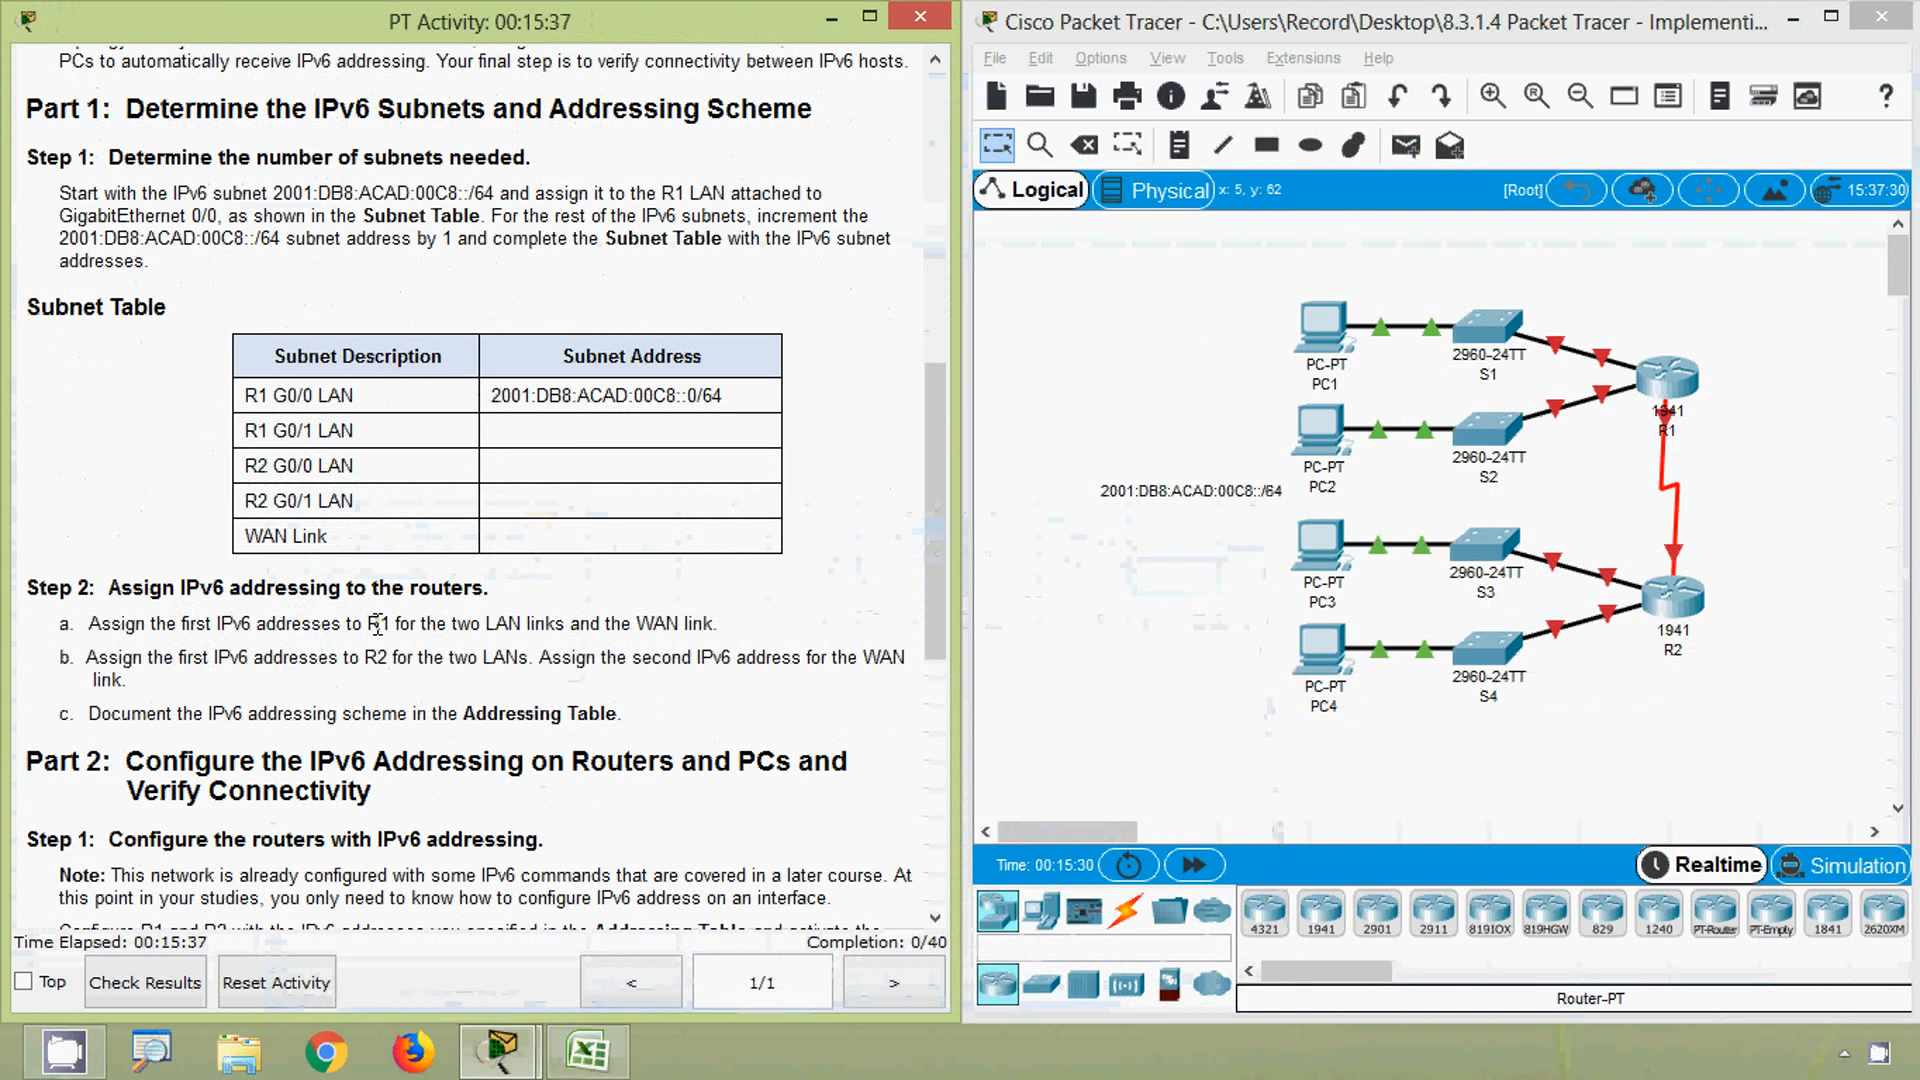 PT Activity: 00:15:37
PCs to automatically receive IPv6 addressing. Your final step is to verify connectivity between IPv6 hosts.
Part 1: Determine the IPv6 Subnets and Addressing Scheme
Step 1: Determine the number of subnets needed.
Start with the IPv6 subnet 2001:DB8:ACAD:00C8::/64 and assign it to the R1 LAN attached to
GigabitEthernet 0/0, as shown in the Subnet Table. For the rest of the IPv6 subnets, increment the
2001:DB8:ACAD:00C8::/64 subnet address by 1 and complete the Subnet Table with the IPv6 subnet
addresses.
Subnet Table
Subnet Description Subnet Address
R1 G0/0 LAN 2001:DB8:ACAD:00C8::0/64
R1 G0/1 LAN
R2 G0/0 LAN
R2 G0/1 LAN
WAN Link
Step 2: Assign IPv6 addressing to the routers.
a. Assign the first IPv6 addresses to R1 for the two LAN links and the WAN link.
b. Assign the first IPv6 addresses to R2 for the two LANs. Assign the second IPv6 address for the WAN
link.
c. Document the IPv6 addressing scheme in the Addressing Table.
Part 2: Configure the IPv6 Addressing on Routers and PCs and
Verify Connectivity
Step 1: Configure the routers with IPv6 addressing.
Note: This network is already configured with some IPv6 commands that are covered in a later course. At
this point in your studies, you only need to know how to configure IPv6 address on an interface.
Time Elapsed: 00:15:37 Completion: 0/40
Top Check Results Reset Activity < 1/1 >
Cisco Packet Tracer - C:\Users\Record\Desktop\8.3.1.4 Packet Tracer - Implementi...
File Edit Options View Tools Extensions Help
Logical Physical x: 5, y: 62 [Root] 15:37:30
PC-PT
PC1
2960-24TT
S1
1941
R1
PC-PT
PC2
2960-24TT
S2
2001:DB8:ACAD:00C8::/64
PC-PT
PC3
2960-24TT
S3
1941
R2
PC-PT
PC4
2960-24TT
S4
Time: 00:15:30 Realtime Simulation
4321 1941 2901 2911 819IOX 819HGW 829 1240 PT-Router PT-Empty 1841 2620XM
Router-PT